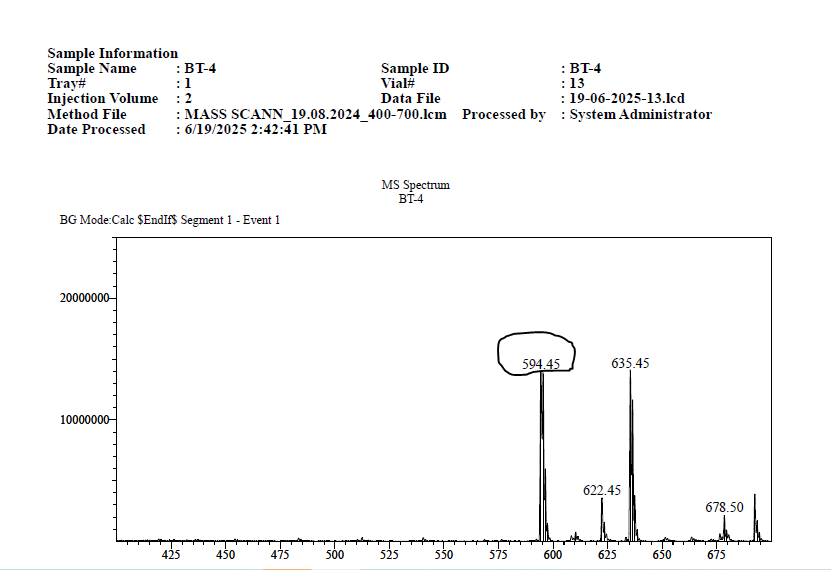 Sample Information
Sample Name : BT-4 Sample ID : BT-4
Tray# : 1 Vial# : 13
Injection Volume : 2 Data File : 19-06-2025-13.lcd
Method File : MASS SCANN_19.08.2024_400-700.lcm Processed by : System Administrator
Date Processed : 6/19/2025 2:42:41 PM
MS Spectrum
BT-4
BG Mode:Calc $EndIf$ Segment 1 - Event 1
20000000
594.45 635.45
10000000
622.45
678.50
425 450 475 500 525 550 575 600 625 650 675